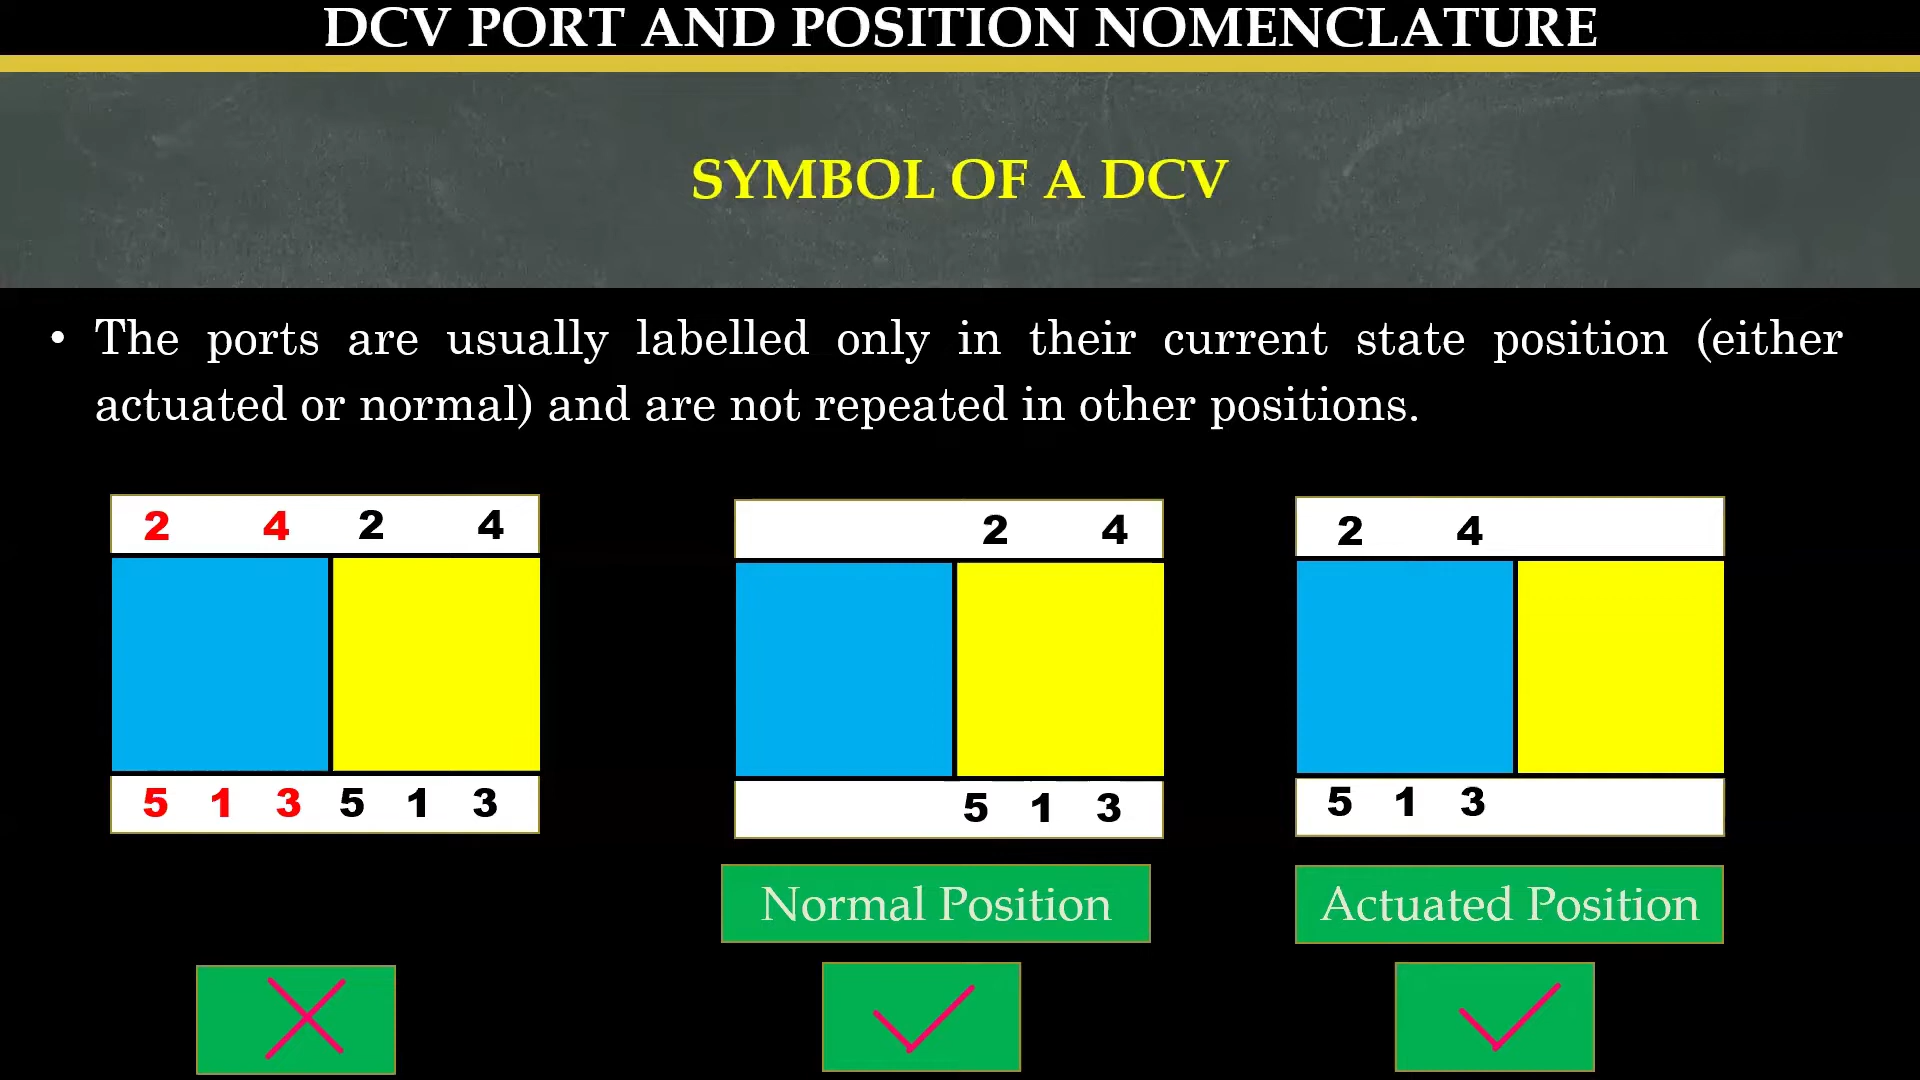 DCV PORT AND POSITION NOMENCLATURE
SYMBOL OF A DCV
• The ports are usually labelled only in their current state position (either
actuated or normal) and are not repeated in other positions.
2 4 2 4
5 1 3 5 1 3
2 4
5 1 3
Normal Position
2 4
5 1 3
Actuated Position